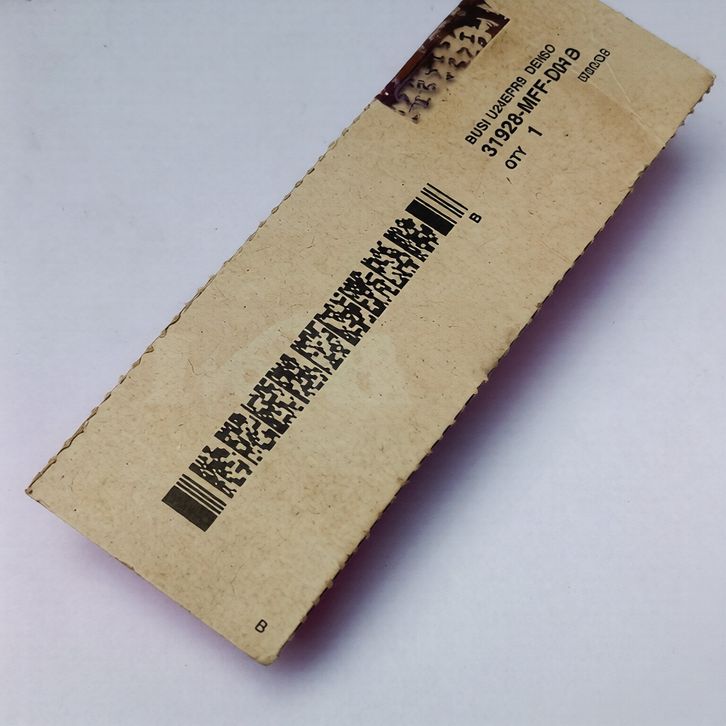 BUSI U24EPR9 DENSO
31928-MFF-D01 B
QTY 1
B
B